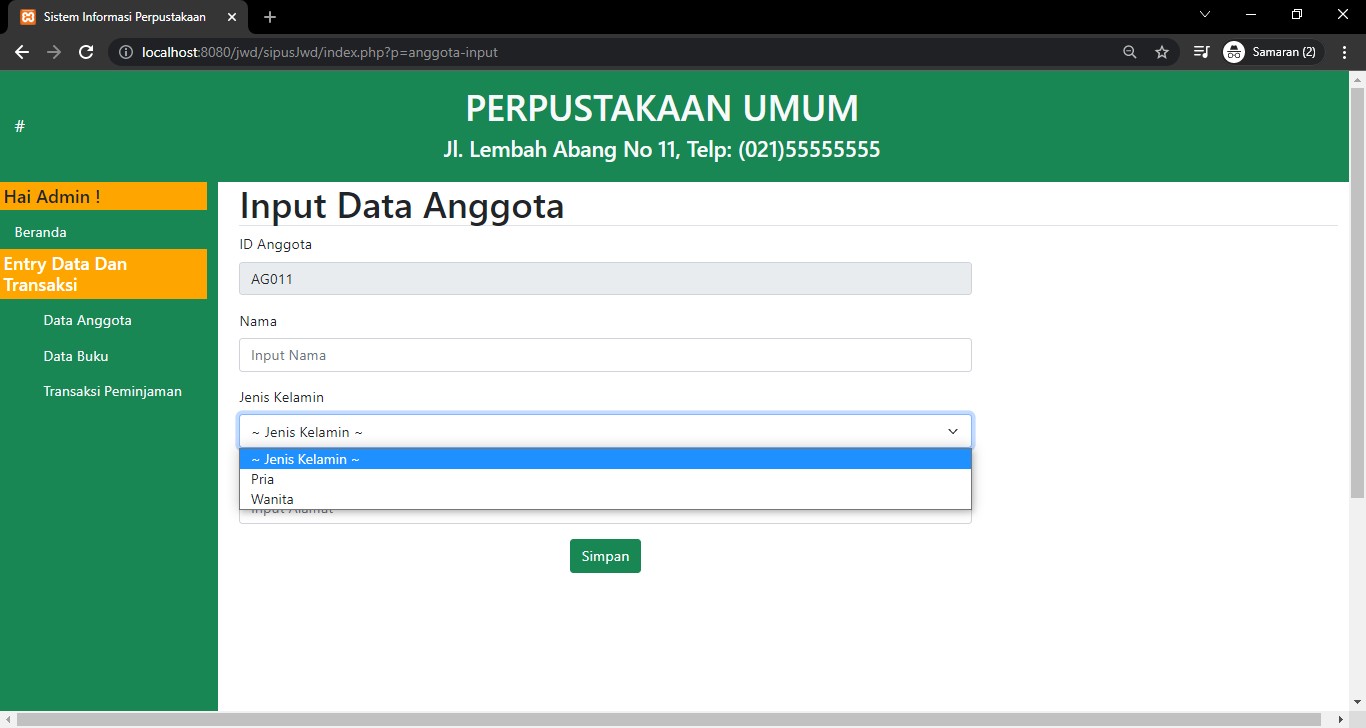 Sistem Informasi Perpustakaan
localhost:8080/jwd/sipusJwd/index.php?p=anggota-input
Samaran (2)
#
PERPUSTAKAAN UMUM
Jl. Lembah Abang No 11, Telp: (021)55555555
Hai Admin !
Beranda
Entry Data Dan
Transaksi
Data Anggota
Data Buku
Transaksi Peminjaman
Input Data Anggota
ID Anggota
AG011
Nama
Input Nama
Jenis Kelamin
~ Jenis Kelamin ~
~ Jenis Kelamin ~
Pria
Wanita
Input Alamat
Simpan